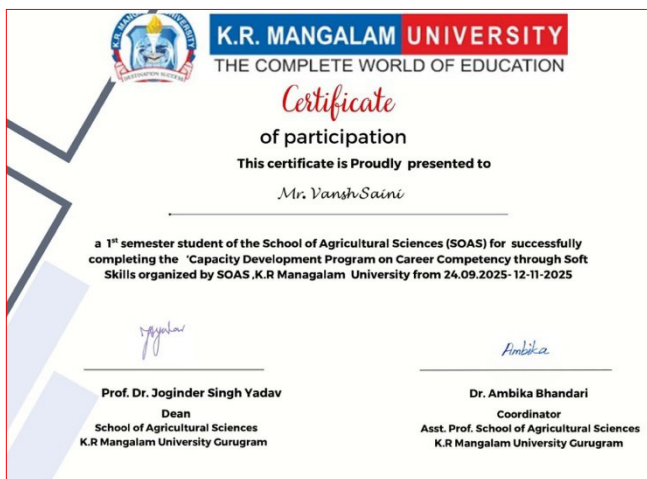 K.R. MANGALAM UNIVERSITY
THE COMPLETE WORLD OF EDUCATION
Certificate
of participation
This certificate is Proudly presented to
Mr. Vansh Saini
a 1st semester student of the School of Agricultural Sciences (SOAS) for successfully
completing the 'Capacity Development Program on Career Competency through Soft
Skills organized by SOAS ,K.R Managalam University from 24.09.2025- 12-11-2025
Ambika
Prof. Dr. Joginder Singh Yadav
Dean
School of Agricultural Sciences
K.R Mangalam University Gurugram
Dr. Ambika Bhandari
Coordinator
Asst. Prof. School of Agricultural Sciences
K.R Mangalam University Gurugram